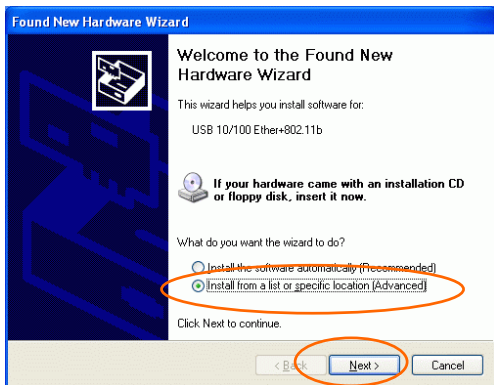 Found New Hardware Wizard
Welcome to the Found New
Hardware Wizard
This wizard helps you install software for:
USB 10/100 Ether+802.11b
If your hardware came with an installation CD
or floppy disk, insert it now.
What do you want the wizard to do?
Install the software automatically (Recommended)
Install from a list or specific location (Advanced)
Click Next to continue.
< Back Next > Cancel